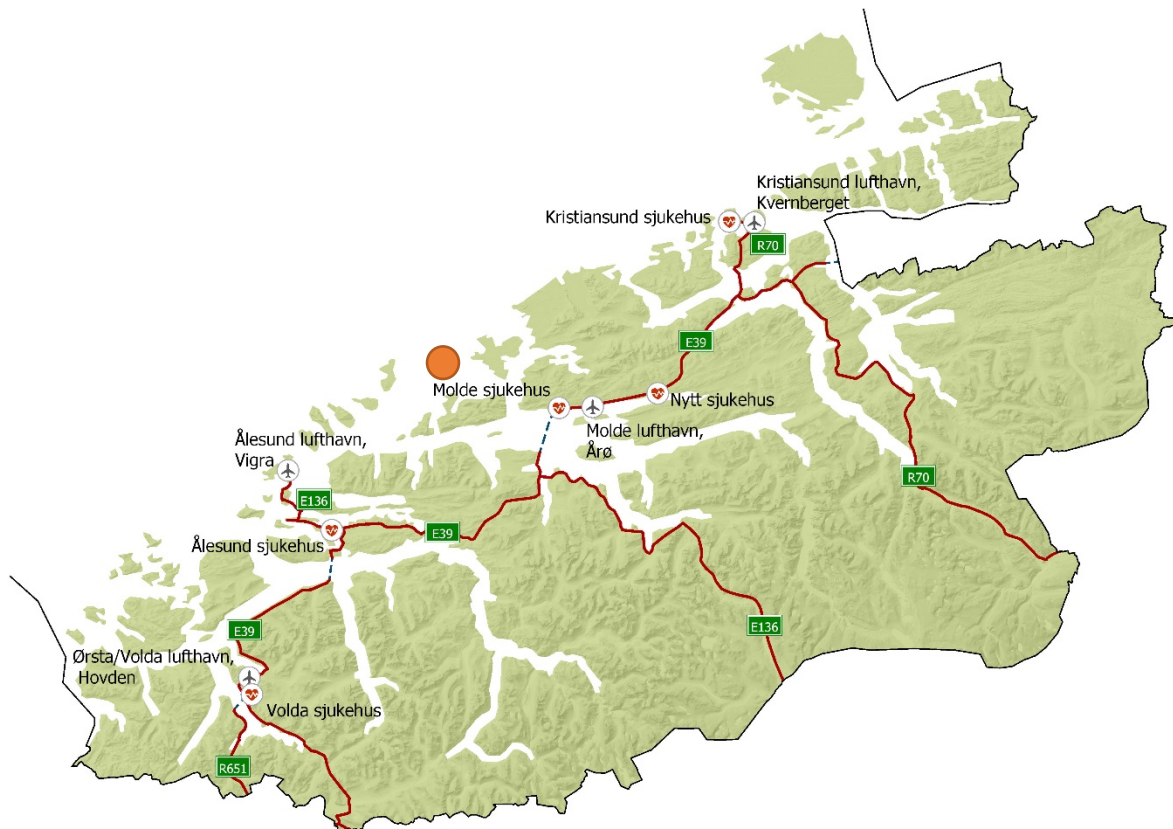 Kristiansund lufthavn,
Kvernberget
Kristiansund sjukehus
R70
E39
Molde sjukehus
Nytt sjukehus
Molde lufthavn,
Årø
Ålesund lufthavn,
Vigra
R70
E136
E39
Ålesund sjukehus
E39
E136
Ørsta/Volda lufthavn,
Hovden
Volda sjukehus
R651